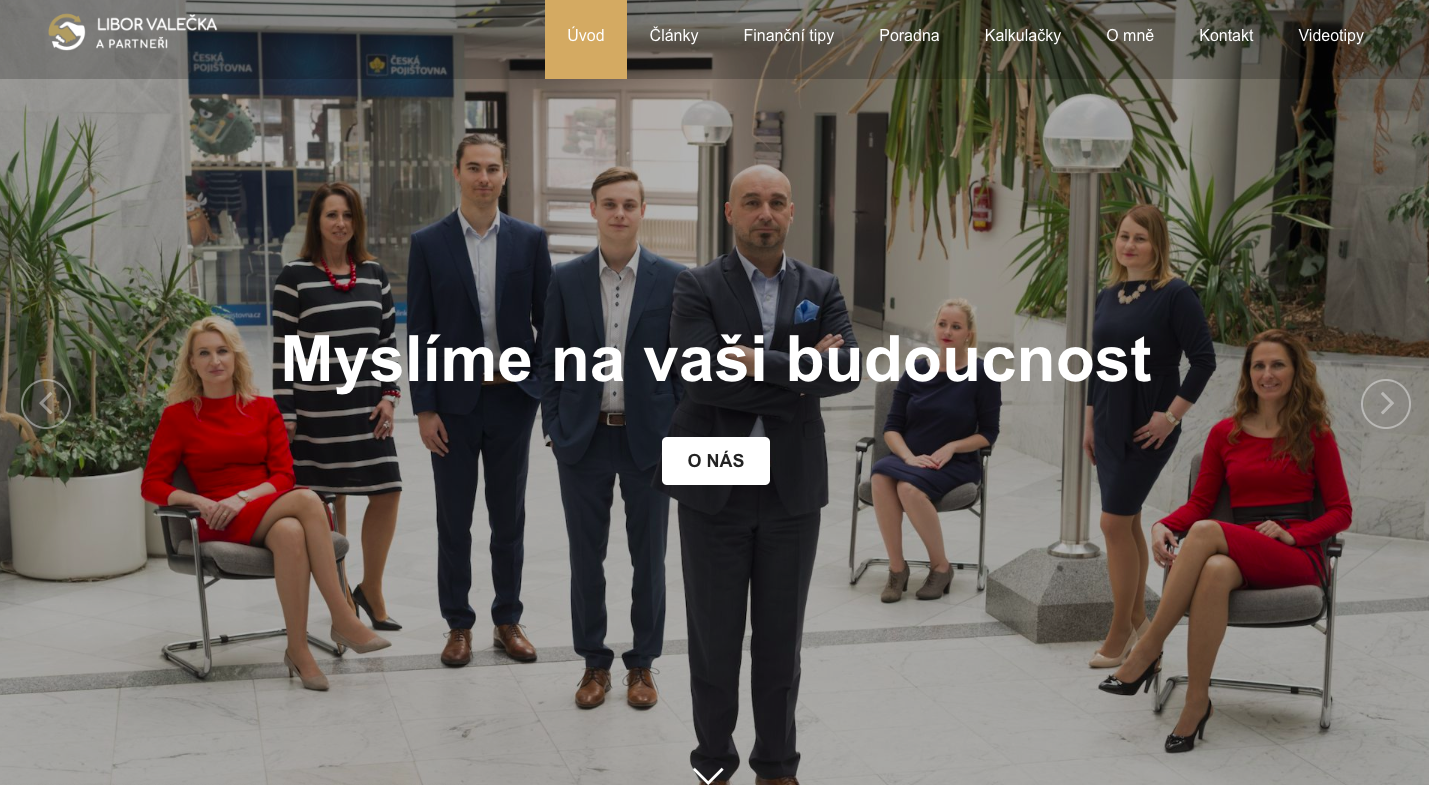 LIBOR VALEČKA
A PARTNEŘI
Úvod
Články
Finanční tipy
Poradna
Kalkulačky
O mně
Kontakt
Videotipy
ČESKÁ
POJIŠŤOVNA
ČESKÁ
POJIŠŤOVNA
Myslíme na vaši budoucnost
O NÁS